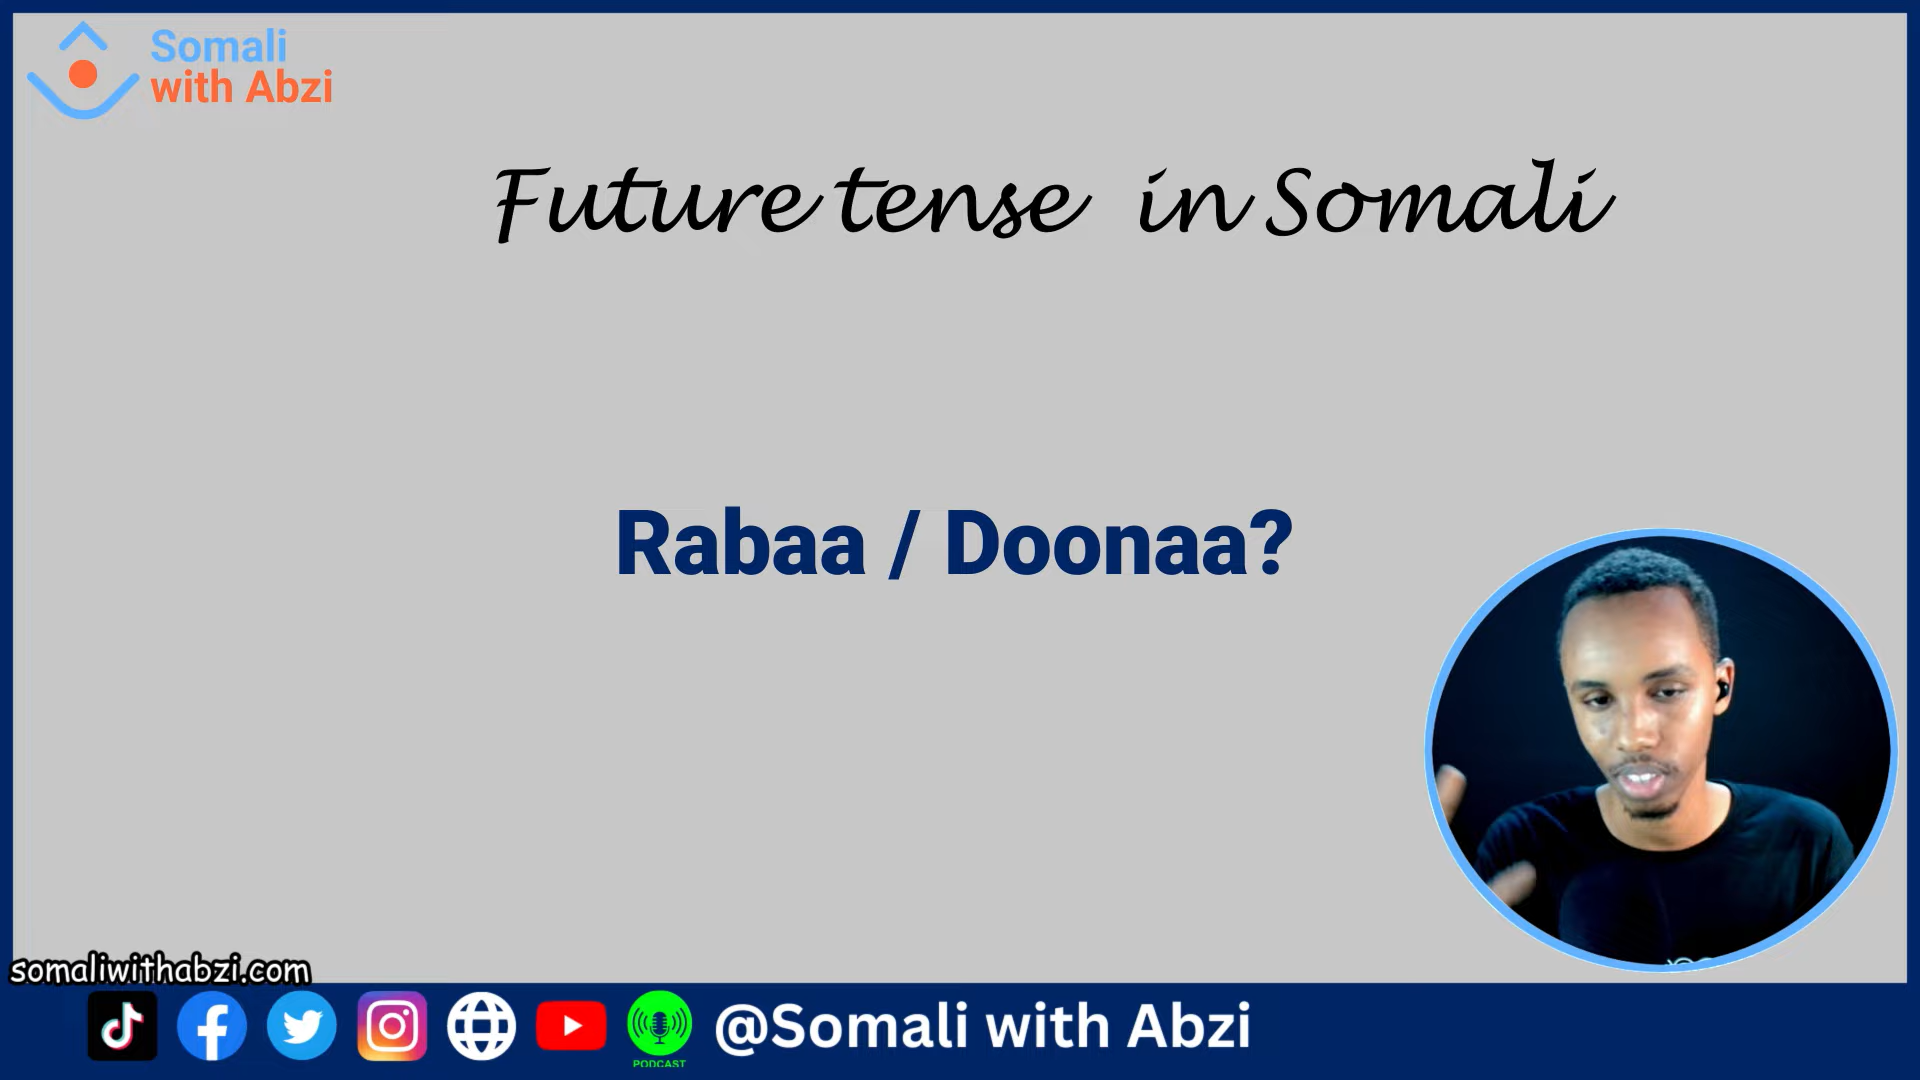 Somali
with Abzi
Future tense in Somali
Rabaa / Doonaa?
somaliwithabzi.com
PODCAST
@Somali with Abzi